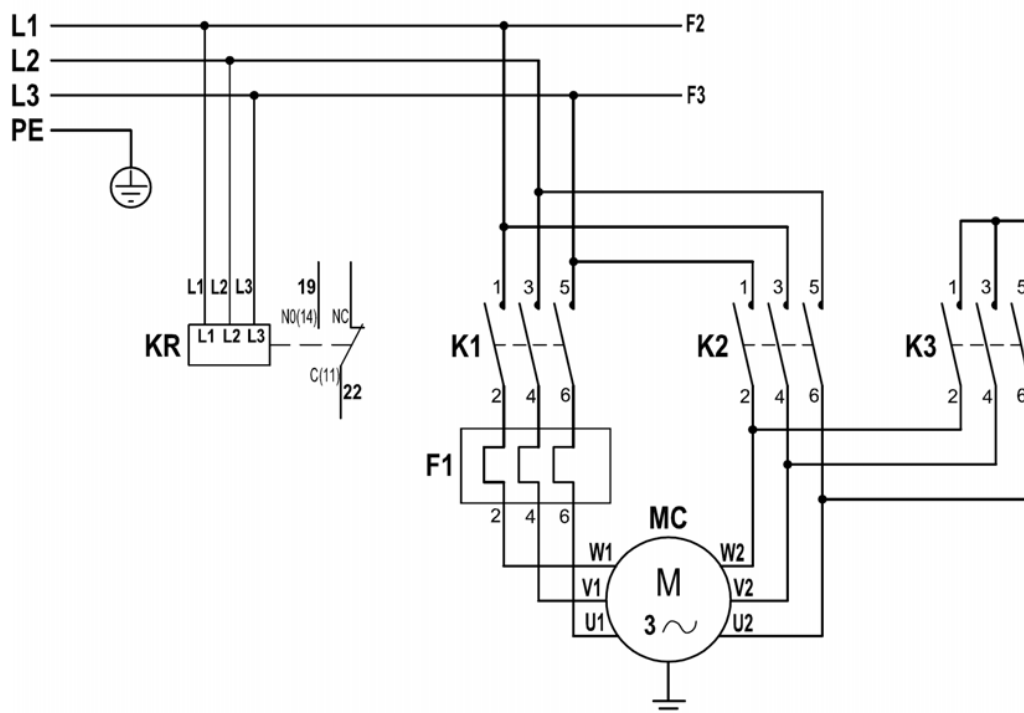 L1 F2
L2
L3 F3
PE
L1 L2 L3 19 1 3 5 1 3 5 1 3 5
N0(14) NC
KR L1 L2 L3 K1 K2 K3
C(11)
22 2 4 6 2 4 6 2 4 6
F1
2 4 6 MC
W1 W2
M
V1 V2
3
U1 U2